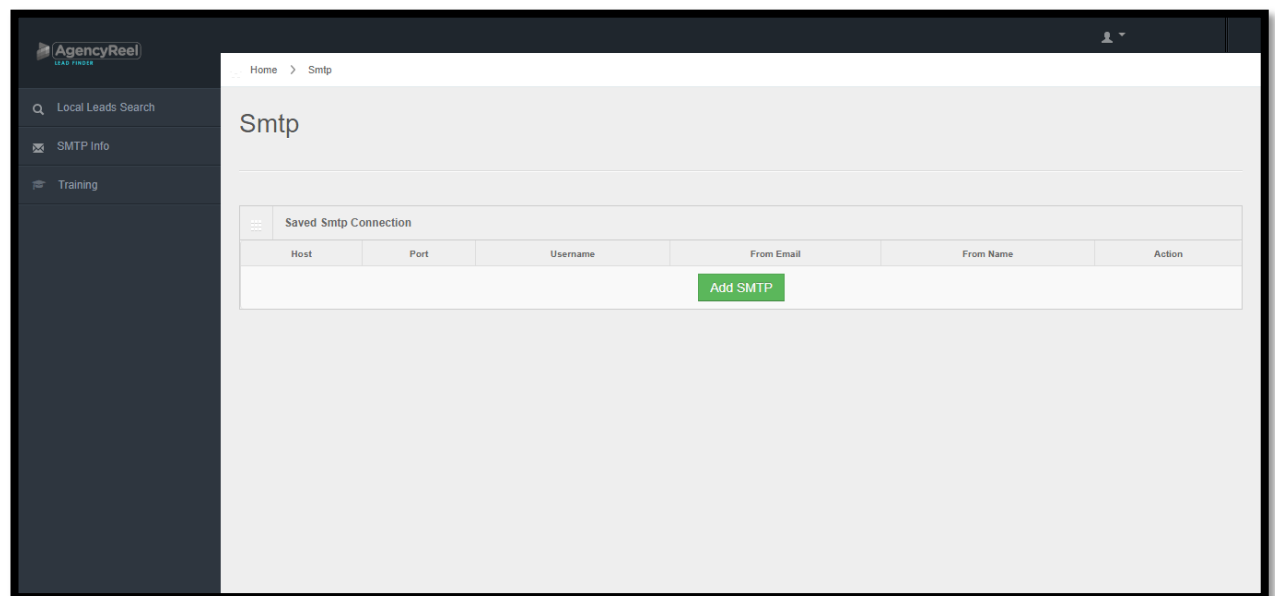 AgencyReel
LEAD FINDER
Home > Smtp
Local Leads Search
SMTP Info
Training
Smtp
Saved Smtp Connection
Host Port Username From Email From Name Action
Add SMTP